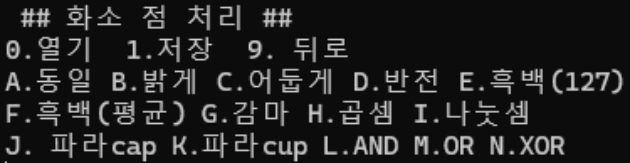 ## 화소 점 처리 ##
0.열기 1.저장 9. 뒤로
A.동일 B.밝게 C.어둡게 D.반전 E.흑백(127)
F.흑백(평균) G.감마 H.곱셈 I.나눗셈
J. 파라cap K.파라cup L.AND M.OR N.XOR